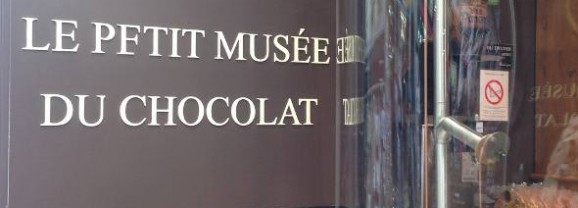 LE PETIT MUSÉE
DU CHOCOLAT